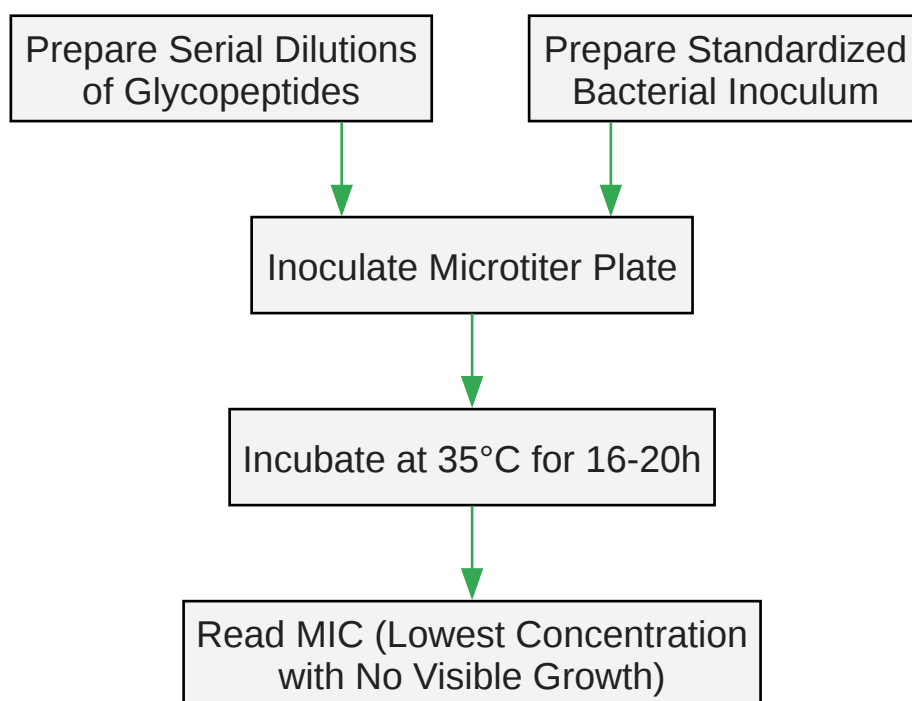 Prepare Serial Dilutions
of Glycopeptides
Prepare Standardized
Bacterial Inoculum
Inoculate Microtiter Plate
Incubate at 35°C for 16-20h
Read MIC (Lowest Concentration
with No Visible Growth)